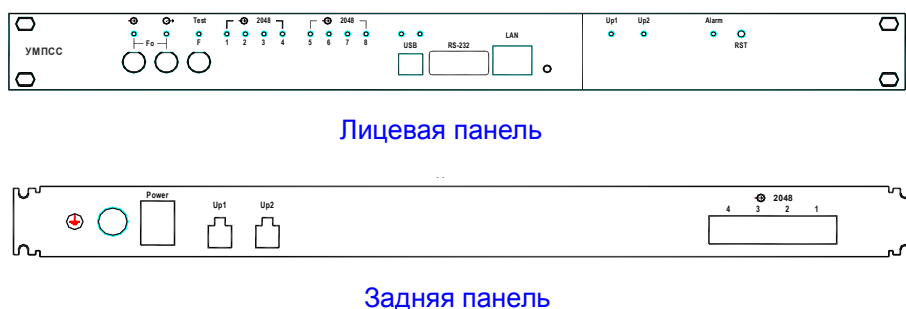 Test 2048 2048 Up1 Up2 Alarm
УМПСС Fo F 1 2 3 4 5 6 7 8 LAN RST
USB RS-232
Лицевая панель
Power Up1 Up2 2048
4 3 2 1
Задняя панель